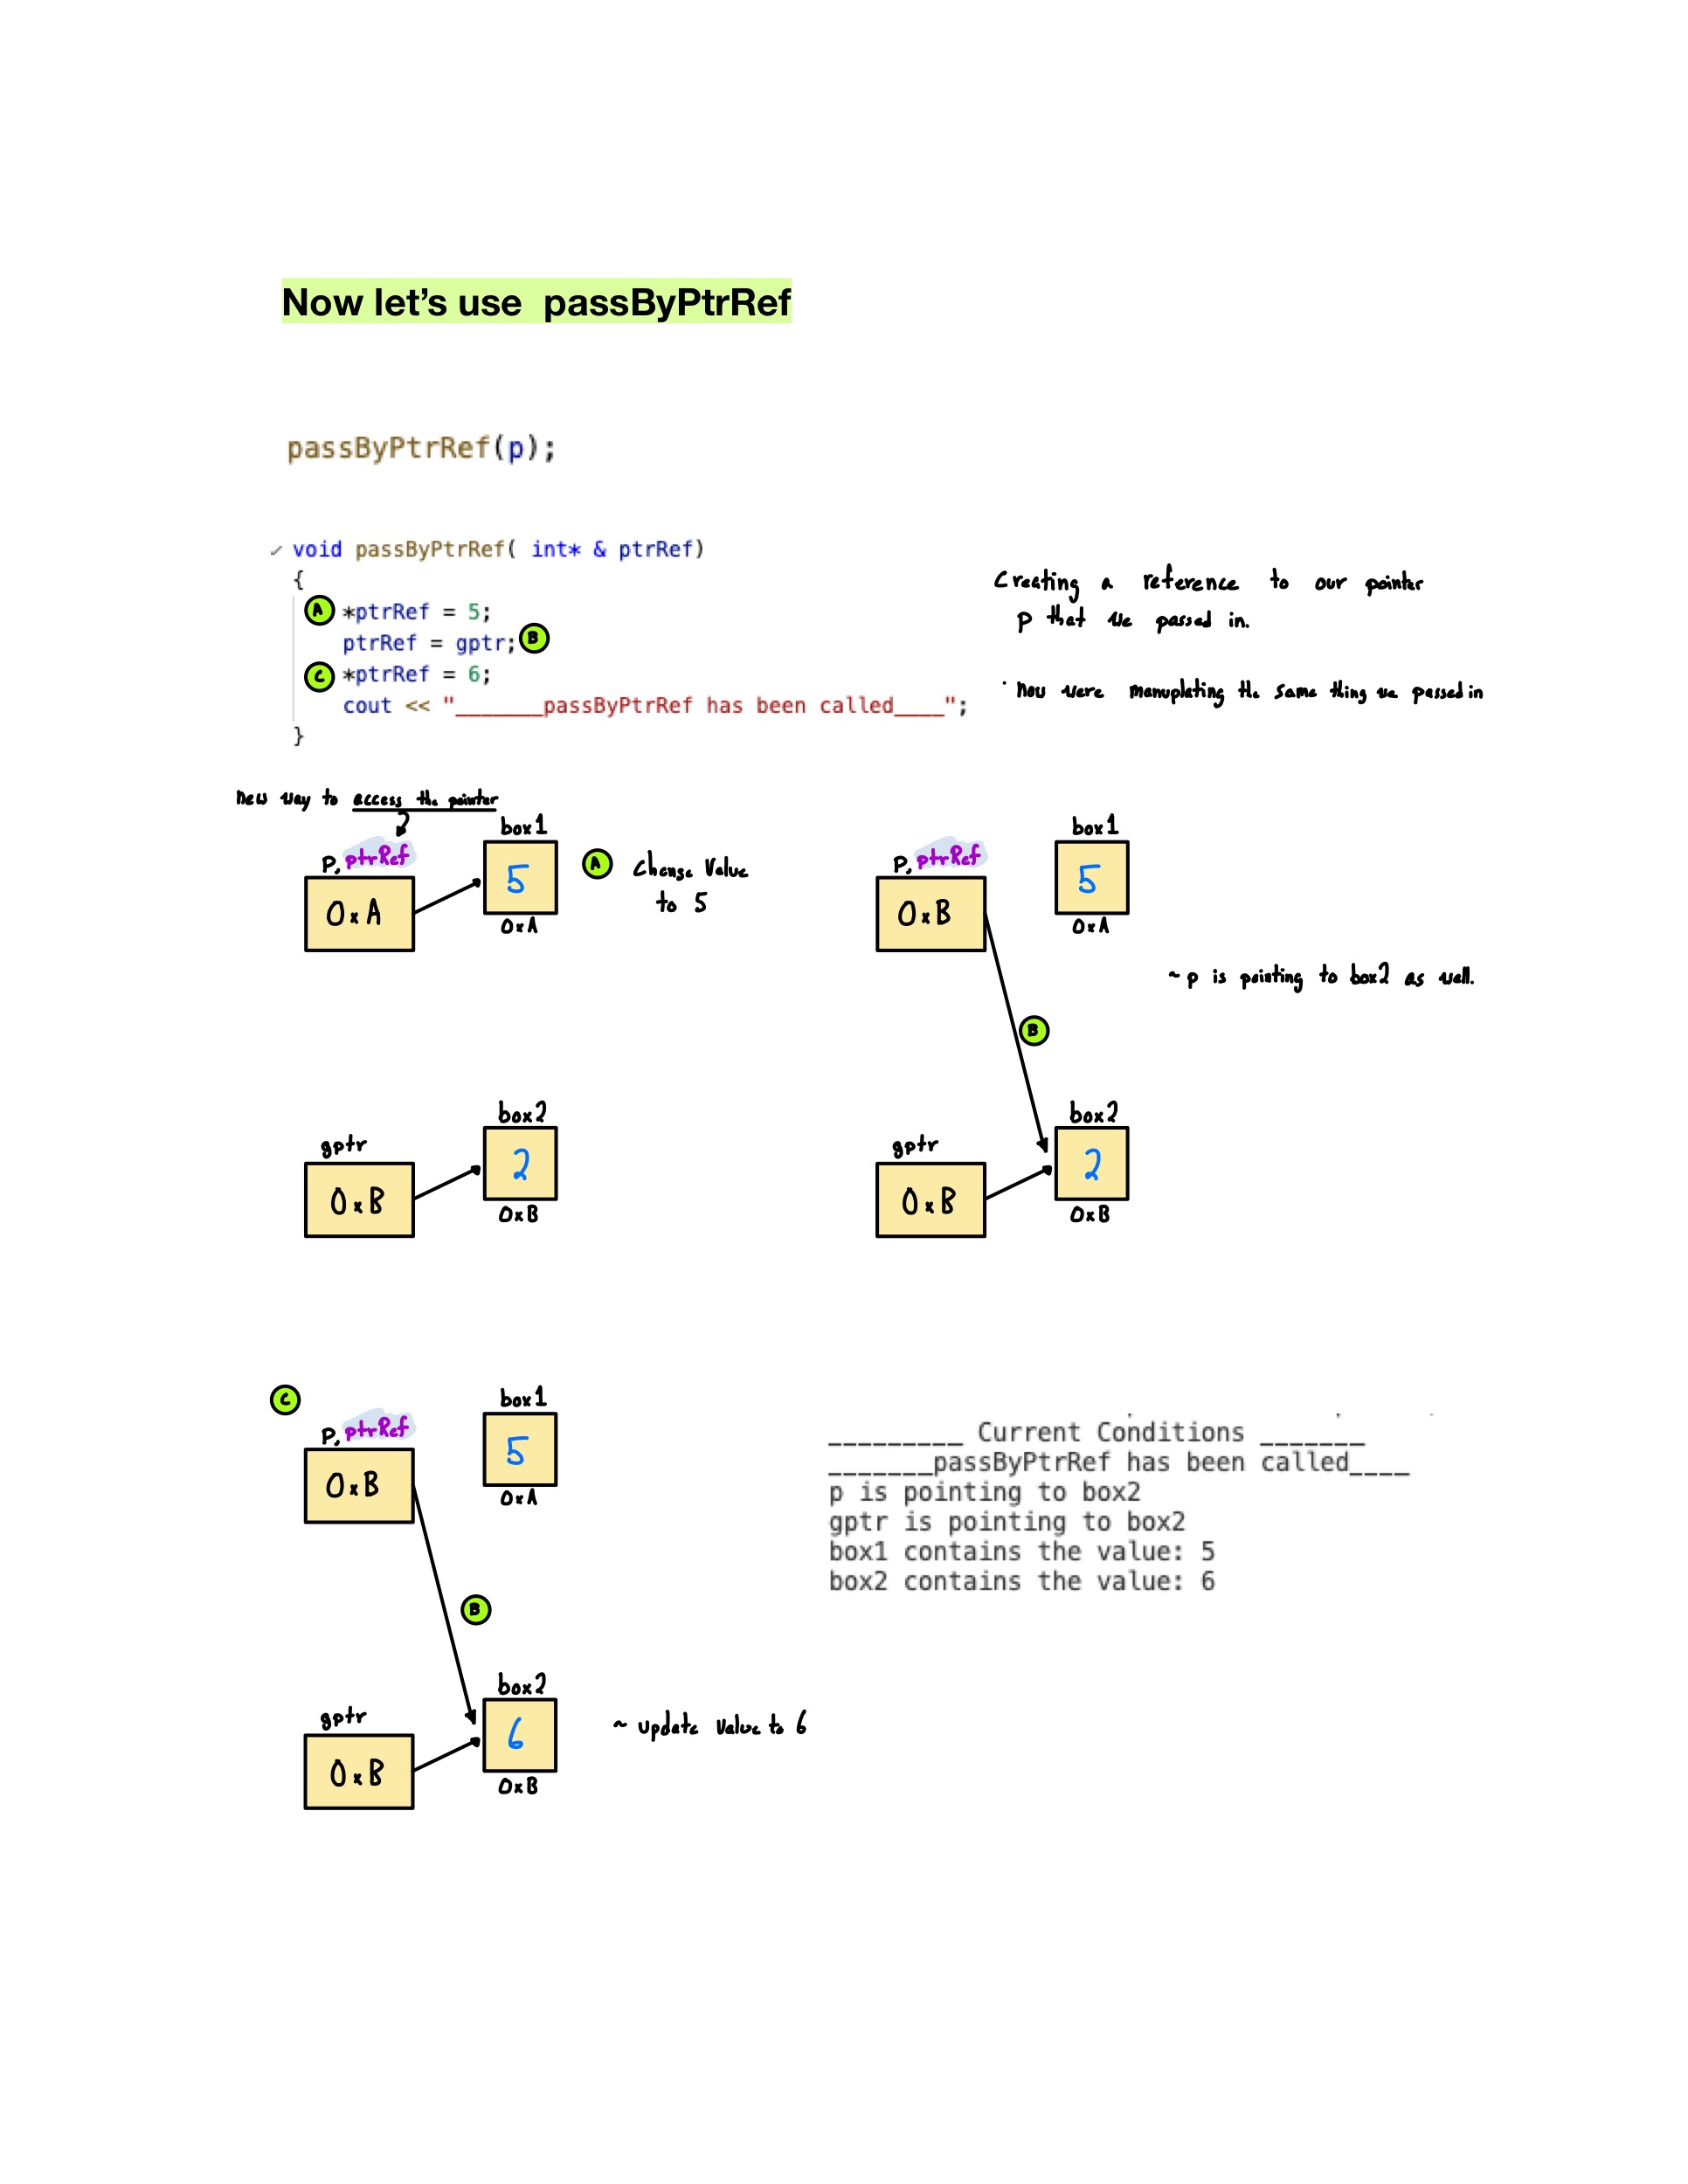 Now let's use  passByPtrRef
passByPtrRef(p);
void passByPtrRef( int* & ptrRef)
{
A *ptrRef = 5;
ptrRef = gptr; B
C *ptrRef = 6;
cout << "_______passByPtrRef has been called____";
}
Creating a reference to our pointer
p that we passed in.
· Now were manuplating the same thing we passed in
New way to access the pointer
P, ptrRef
0xA
box1
5
0xA
A Change Value
to 5
gptr
0xB
box2
2
0xB
P, ptrRef
0xB
box1
5
0xA
~ p is pointing to box2 as well.
B
gptr
0xB
box2
2
0xB
C
P, ptrRef
0xB
box1
5
0xA
B
gptr
0xB
box2
6
0xB
~ update value to 6
_________ Current Conditions _______
_______passByPtrRef has been called____
p is pointing to box2
gptr is pointing to box2
box1 contains the value: 5
box2 contains the value: 6